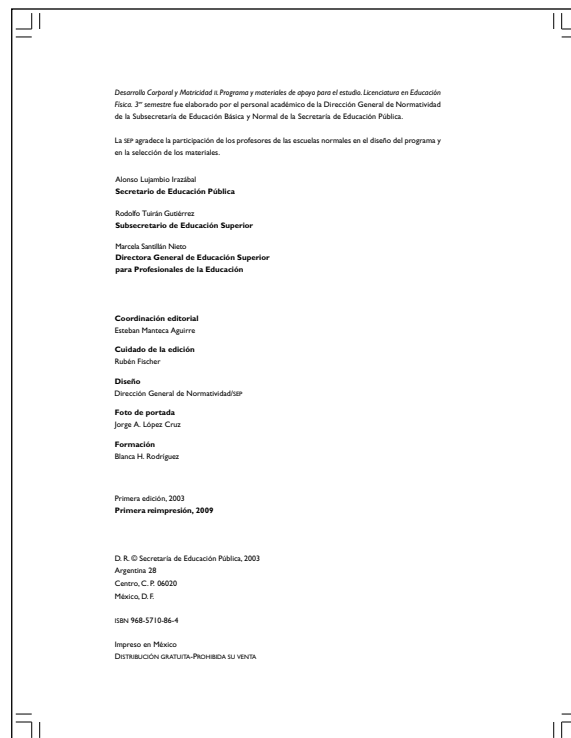 Desarrollo Corporal y Motricidad II. Programa y materiales de apoyo para el estudio. Licenciatura en Educación
Física. 3er semestre fue elaborado por el personal académico de la Dirección General de Normatividad
de la Subsecretaría de Educación Básica y Normal de la Secretaría de Educación Pública.
La SEP agradece la participación de los profesores de las escuelas normales en el diseño del programa y
en la selección de los materiales.
Alonso Lujambio Irazábal
Secretario de Educación Pública
Rodolfo Tuirán Gutiérrez
Subsecretario de Educación Superior
Marcela Santillán Nieto
Directora General de Educación Superior
para Profesionales de la Educación
Coordinación editorial
Esteban Manteca Aguirre
Cuidado de la edición
Rubén Fischer
Diseño
Dirección General de Normatividad/SEP
Foto de portada
Jorge A. López Cruz
Formación
Blanca H. Rodríguez
Primera edición, 2003
Primera reimpresión, 2009
D. R. © Secretaría de Educación Pública, 2003
Argentina 28
Centro, C. P. 06020
México, D. F.
ISBN 968-5710-86-4
Impreso en México
DISTRIBUCIÓN GRATUITA-PROHIBIDA SU VENTA